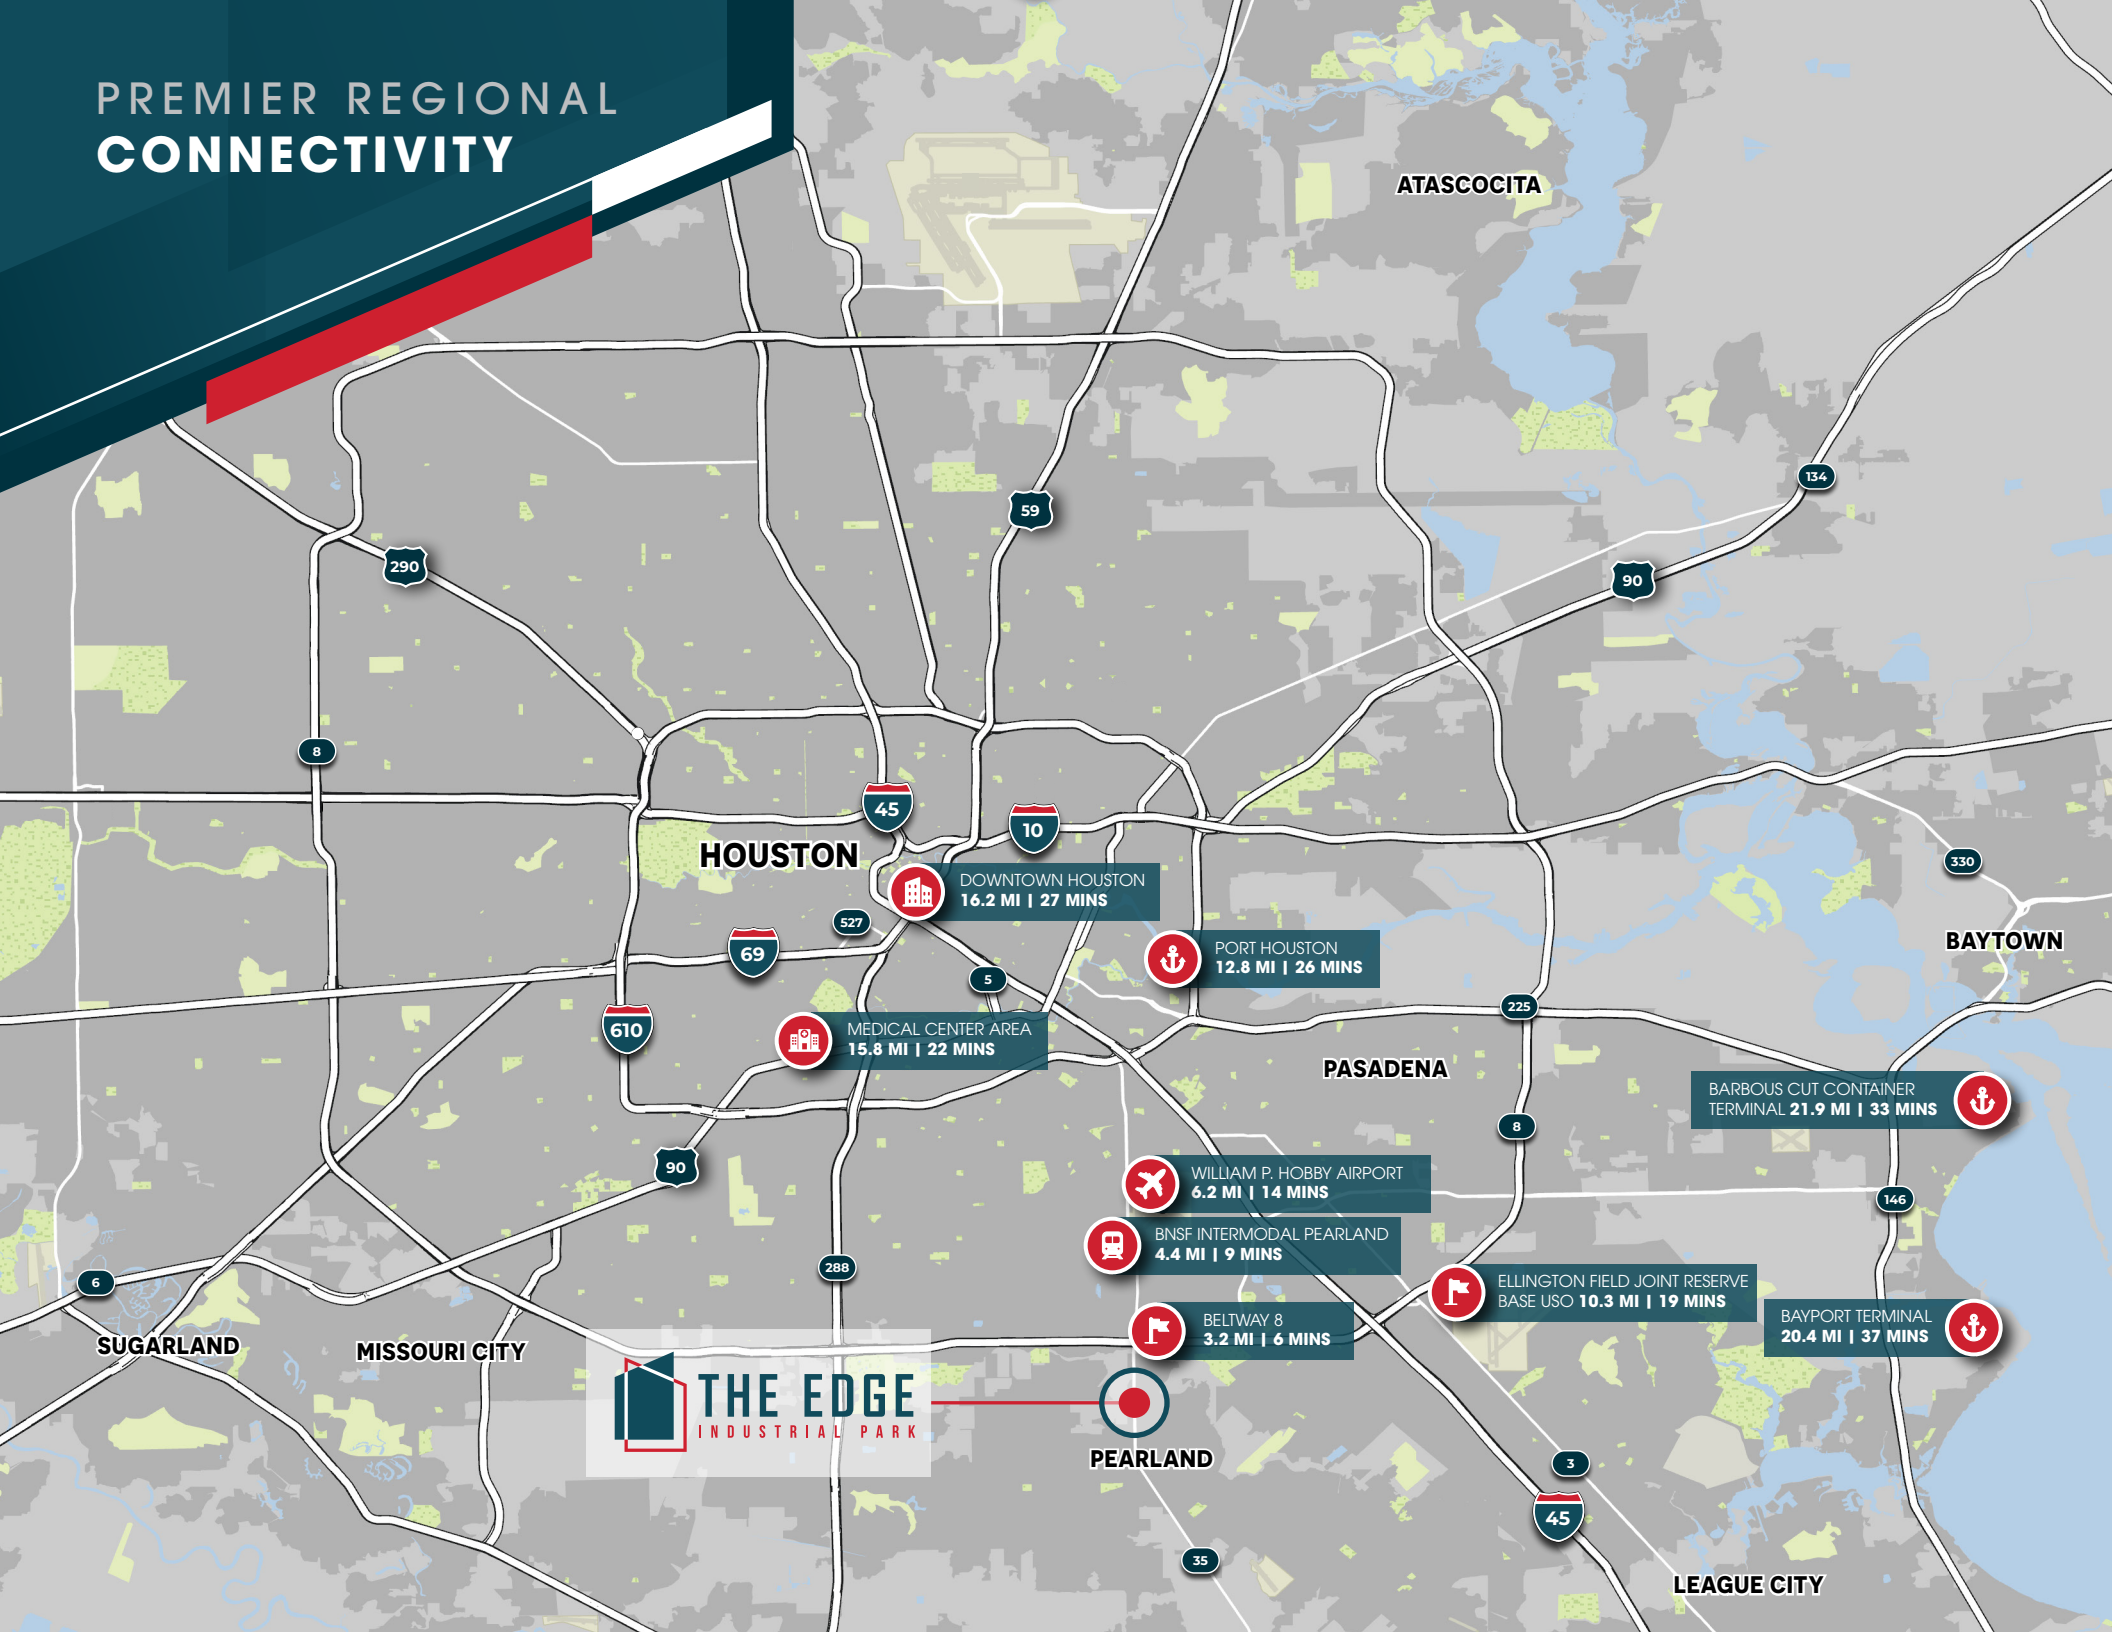 PREMIER REGIONAL
CONNECTIVITY
ATASCOCITA
134
59
290
90
8
45
10
HOUSTON
330
DOWNTOWN HOUSTON
16.2 MI | 27 MINS
527
BAYTOWN
69
PORT HOUSTON
12.8 MI | 26 MINS
5
225
610
MEDICAL CENTER AREA
15.8 MI | 22 MINS
PASADENA
BARBOUS CUT CONTAINER
TERMINAL 21.9 MI | 33 MINS
8
90
WILLIAM P. HOBBY AIRPORT
6.2 MI | 14 MINS
146
BNSF INTERMODAL PEARLAND
4.4 MI | 9 MINS
288
6
ELLINGTON FIELD JOINT RESERVE
BASE USO 10.3 MI | 19 MINS
BELTWAY 8
3.2 MI | 6 MINS
BAYPORT TERMINAL
20.4 MI | 37 MINS
SUGARLAND
MISSOURI CITY
THE EDGE
INDUSTRIAL PARK
PEARLAND
3
45
35
LEAGUE CITY